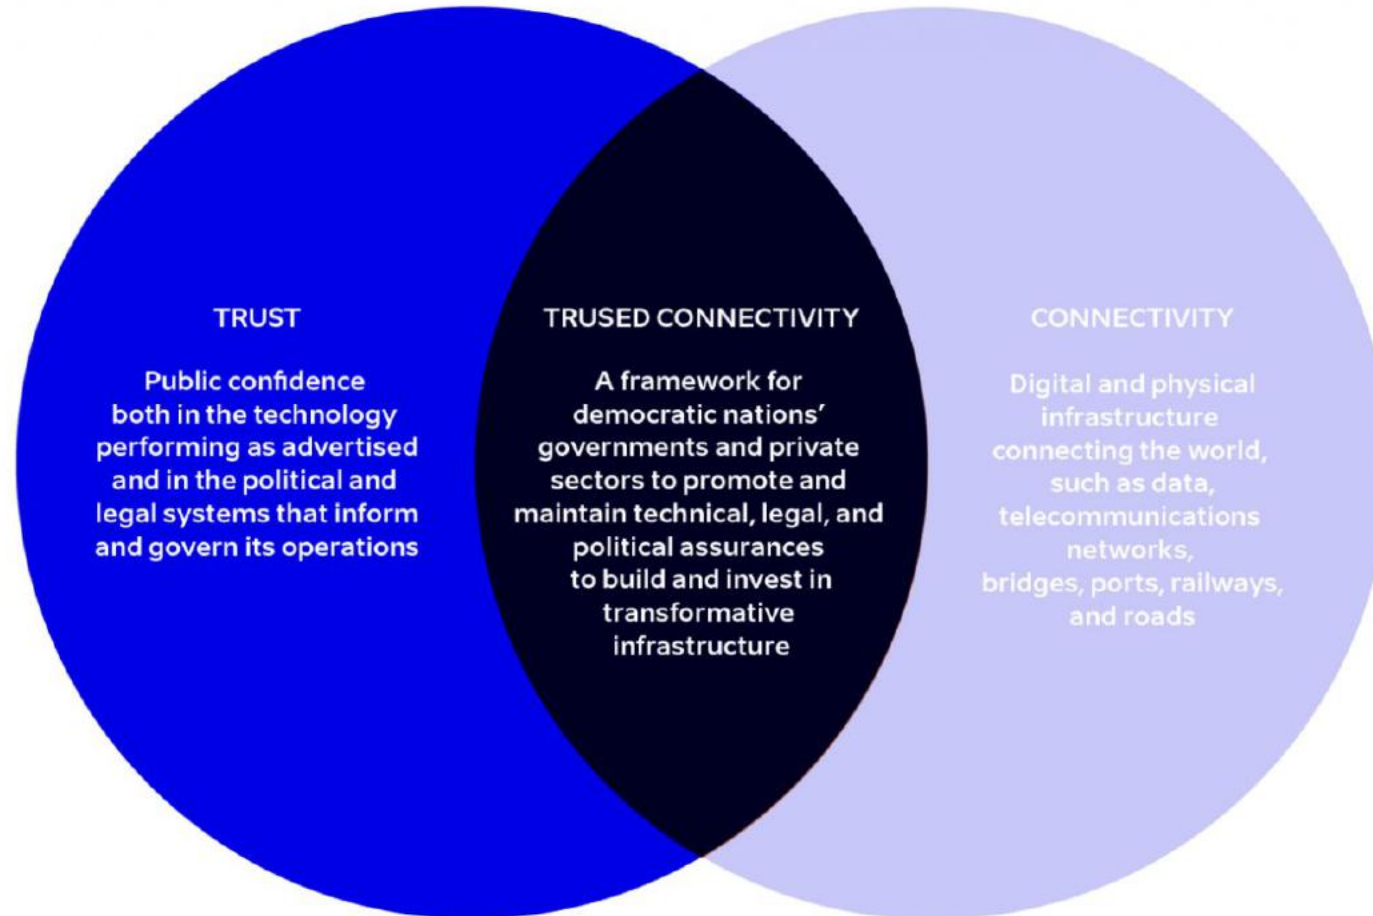 TRUST
Public confidence
both in the technology
performing as advertised
and in the political and
legal systems that inform
and govern its operations
TRUSED CONNECTIVITY
A framework for
democratic nations’
governments and private
sectors to promote and
maintain technical, legal, and
political assurances
to build and invest in
transformative
infrastructure
CONNECTIVITY
Digital and physical
infrastructure
connecting the world,
such as data,
telecommunications
networks,
bridges, ports, railways,
and roads